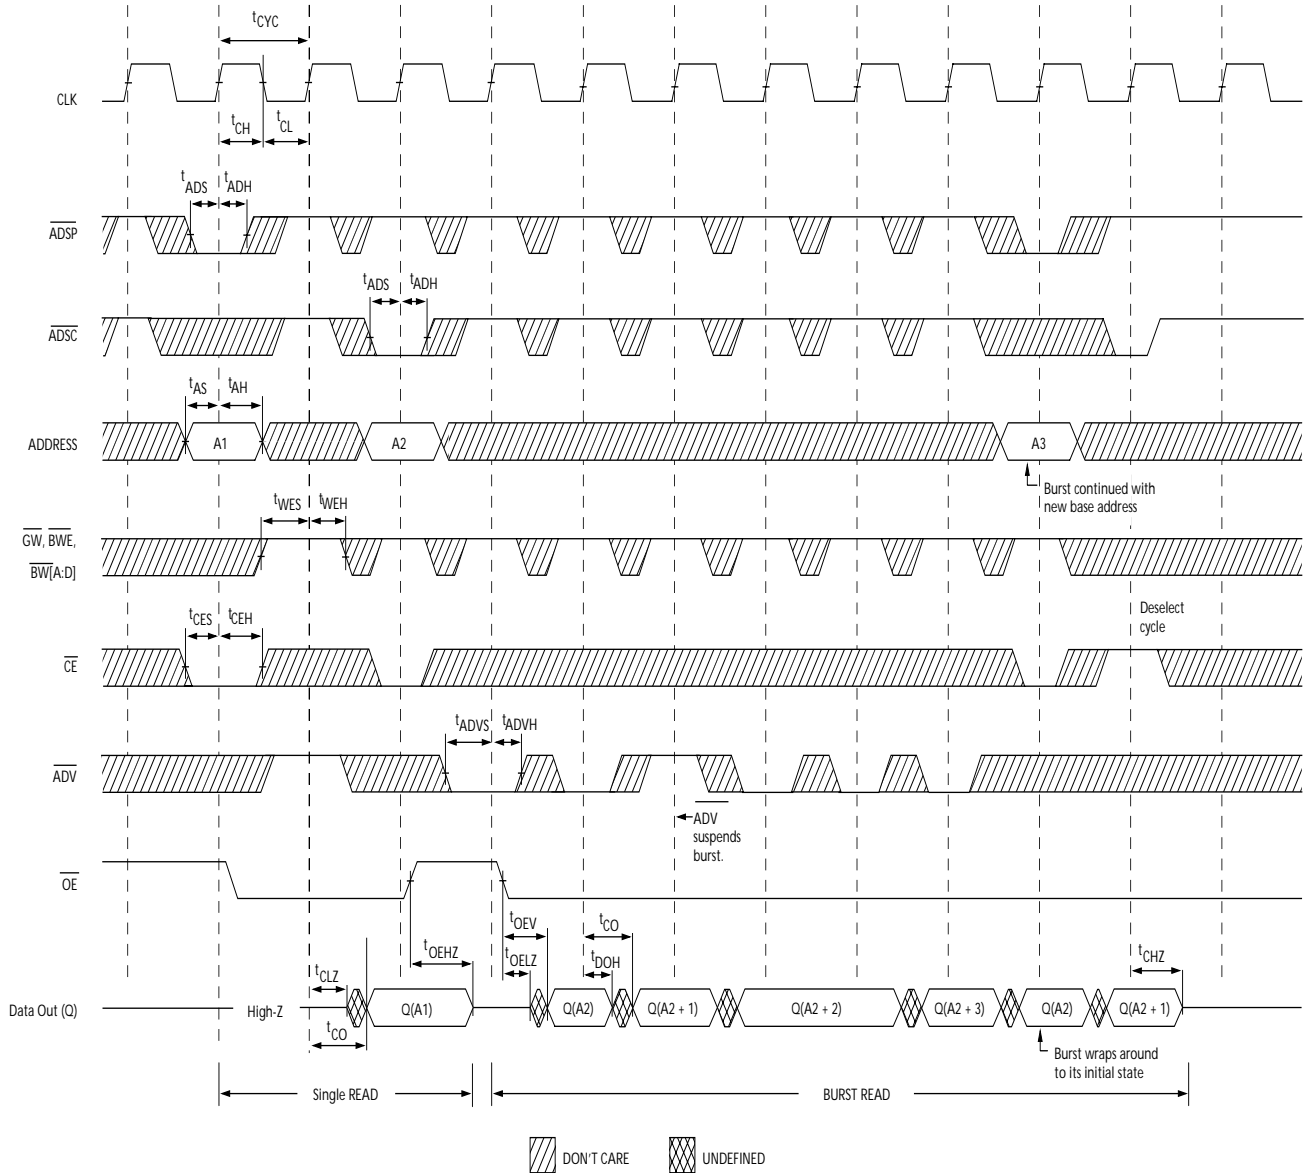 tCYC
CLK
tCH
tCL
tADS
tADH
ADSP
tADS
tADH
ADSC
tAS
tAH
ADDRESS
A1
A2
A3
Burst continued with
new base address
tWES
tWEH
GW, BWE,
BW[A:D]
Deselect
cycle
tCES
tCEH
CE
tADVS
tADVH
ADV
ADV
suspends
burst.
OE
tOEV
tCO
tOEHZ
tOELZ
tDOH
tCHZ
tCLZ
Data Out (Q)
High-Z
Q(A1)
Q(A2)
Q(A2 + 1)
Q(A2 + 2)
Q(A2 + 3)
Q(A2)
Q(A2 + 1)
tCO
Burst wraps around
to its initial state
Single READ
BURST READ
DON'T CARE
UNDEFINED